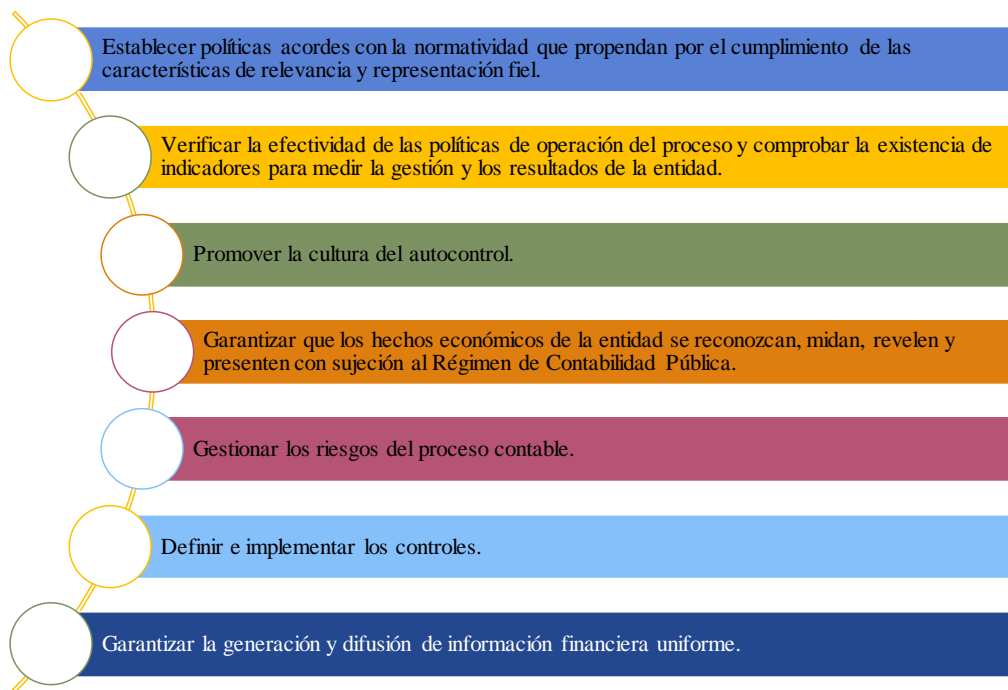 Establecer políticas acordes con la normatividad que propendan por el cumplimiento de las
características de relevancia y representación fiel.
Verificar la efectividad de las políticas de operación del proceso y comprobar la existencia de
indicadores para medir la gestión y los resultados de la entidad.
Promover la cultura del autocontrol.
Garantizar que los hechos económicos de la entidad se reconozcan, midan, revelen y
presenten con sujeción al Régimen de Contabilidad Pública.
Gestionar los riesgos del proceso contable.
Definir e implementar los controles.
Garantizar la generación y difusión de información financiera uniforme.